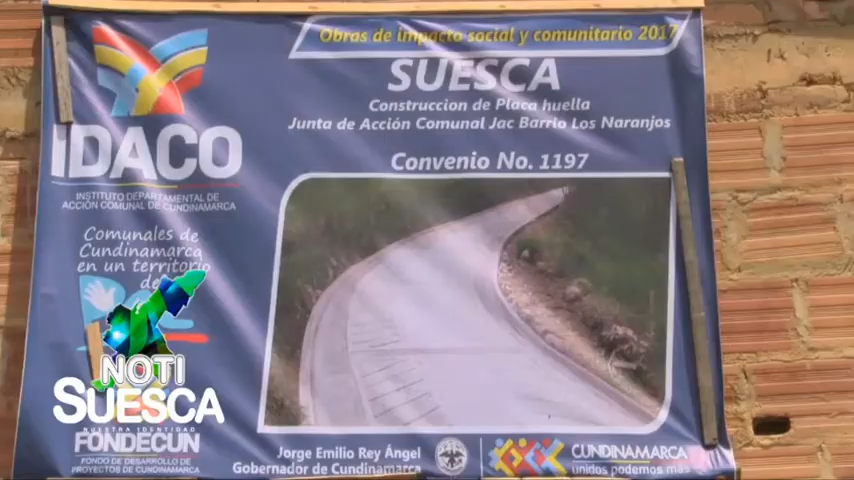 Obras de impacto social y comunitario 2017
SUESCA
Construccion de Placa huella
Junta de Acción Comunal Jac Barrio Los Naranjos
Convenio No. 1197
IDACO
INSTITUTO DEPARTAMENTAL DE
ACCIÓN COMUNAL DE CUNDINAMARCA
Comunales de
Cundinamarca
en un territorio
de
NOTI
SUESCA
NUESTRA IDENTIDAD
FONDECUN
FONDO DE DESARROLLO DE
PROYECTOS DE CUNDINAMARCA
Jorge Emilio Rey Ángel
Gobernador de Cundinamarca
CUNDINAMARCA
unidos podemos más